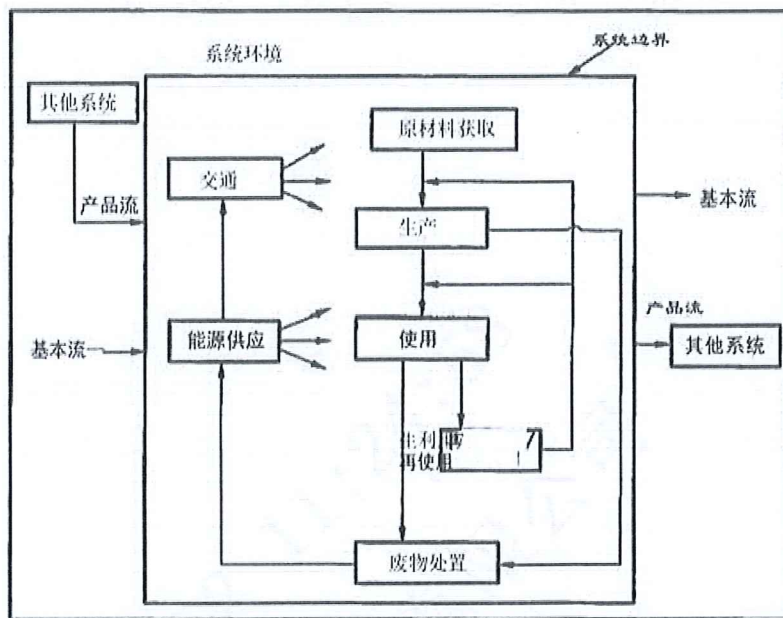 系统环境
系统边界
其他系统
原材料获取
交通
产品流
基本流
生产
产品流
基本流
能源供应
使用
其他系统
再使用
废物处置